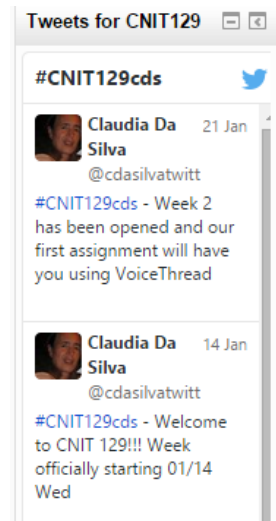 Tweets for CNIT129
#CNIT129cds
Claudia Da 21 Jan
Silva
@cdasilvatwitt
#CNIT129cds - Week 2
has been opened and our
first assignment will have
you using VoiceThread
Claudia Da 14 Jan
Silva
@cdasilvatwitt
#CNIT129cds - Welcome
to CNIT 129!!! Week
officially starting 01/14
Wed